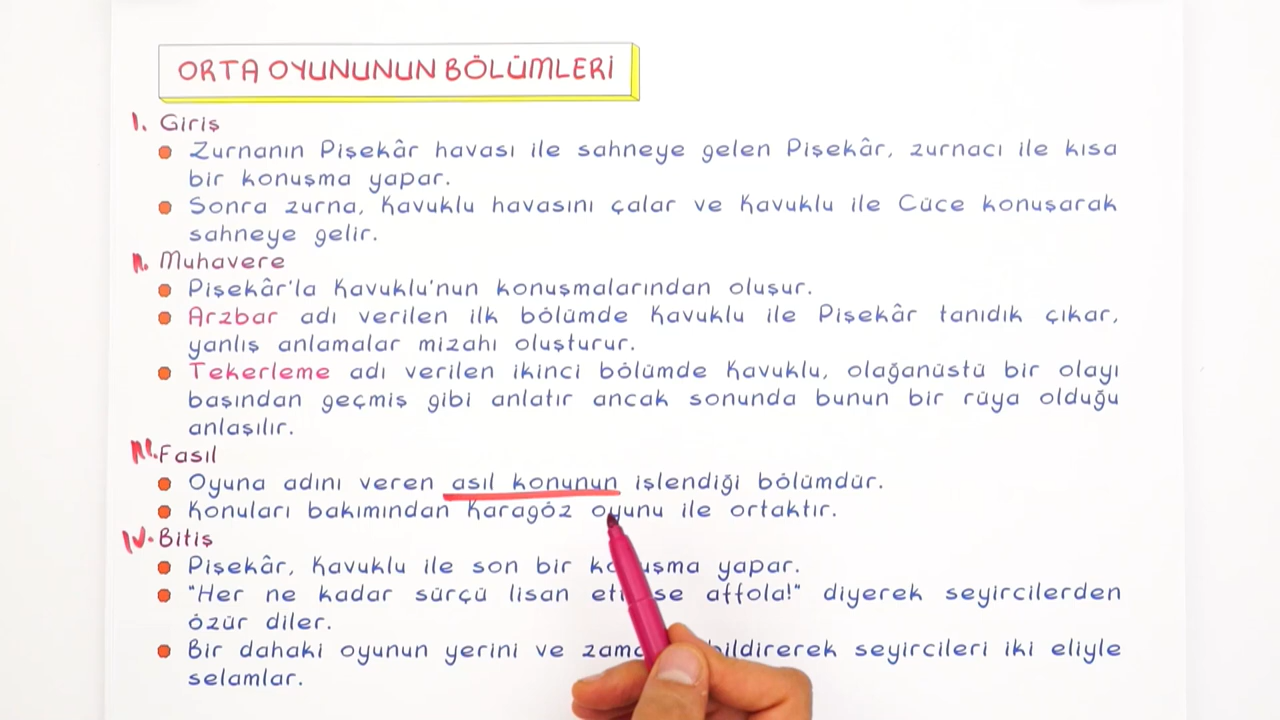 ORTA OYUNUNUN BÖLÜMLERİ
I. Giriş
Zurnanın Pişekâr havası ile sahneye gelen Pişekâr, zurnacı ile kısa
bir konuşma yapar.
Sonra zurna, Kavuklu havasını çalar ve Kavuklu ile Cüce konuşarak
sahneye gelir.
II. Muhavere
Pişekâr'la Kavuklu'nun konuşmalarından oluşur.
Arzbar adı verilen ilk bölümde Kavuklu ile Pişekâr tanıdık çıkar,
yanlış anlamalar mizahı oluşturur.
Tekerleme adı verilen ikinci bölümde Kavuklu, olağanüstü bir olayı
başından geçmiş gibi anlatır ancak sonunda bunun bir rüya olduğu
anlaşılır.
III. Fasıl
Oyuna adını veren asıl konunun işlendiği bölümdür.
Konuları bakımından Karagöz oyunu ile ortaktır.
IV. Bitiş
Pişekâr, Kavuklu ile son bir konuşma yapar.
"Her ne kadar sürçü lisan se affola!" diyerek seyircilerden
özür diler.
Bir dahaki oyunun yerini ve bildirerek seyircileri iki eliyle
selamlar.